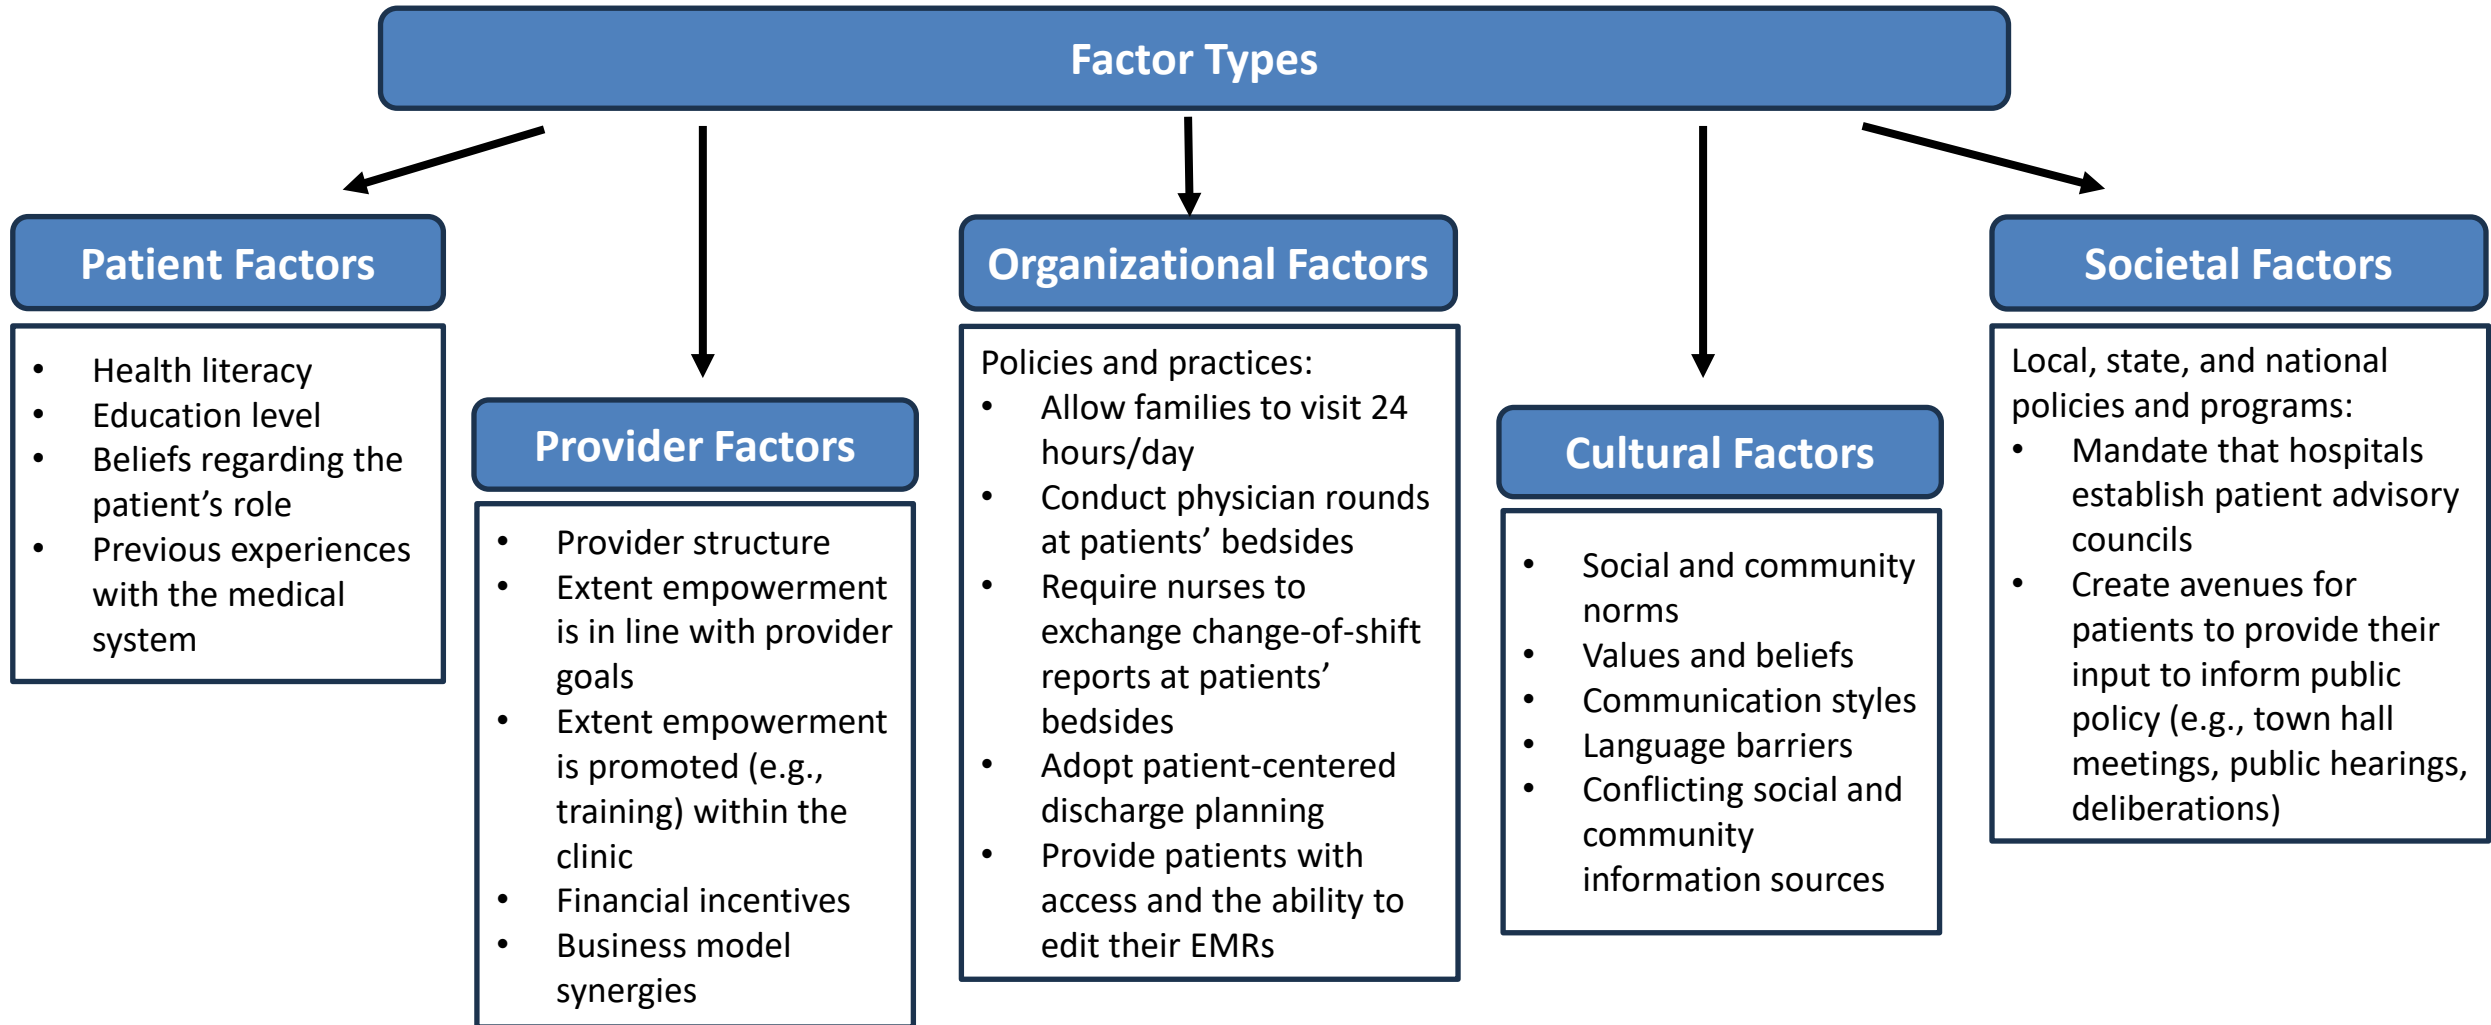 Factor Types
Patient Factors
• Health literacy
• Education level
• Beliefs regarding the
patient’s role
• Previous experiences
with the medical
system
Provider Factors
• Provider structure
• Extent empowerment
is in line with provider
goals
• Extent empowerment
is promoted (e.g.,
training) within the
clinic
• Financial incentives
• Business model
synergies
Organizational Factors
Policies and practices:
• Allow families to visit 24
hours/day
• Conduct physician rounds
at patients’ bedsides
• Require nurses to
exchange change-of-shift
reports at patients’
bedsides
• Adopt patient-centered
discharge planning
• Provide patients with
access and the ability to
edit their EMRs
Cultural Factors
• Social and community
norms
• Values and beliefs
• Communication styles
• Language barriers
• Conflicting social and
community
information sources
Societal Factors
Local, state, and national
policies and programs:
• Mandate that hospitals
establish patient advisory
councils
• Create avenues for
patients to provide their
input to inform public
policy (e.g., town hall
meetings, public hearings,
deliberations)